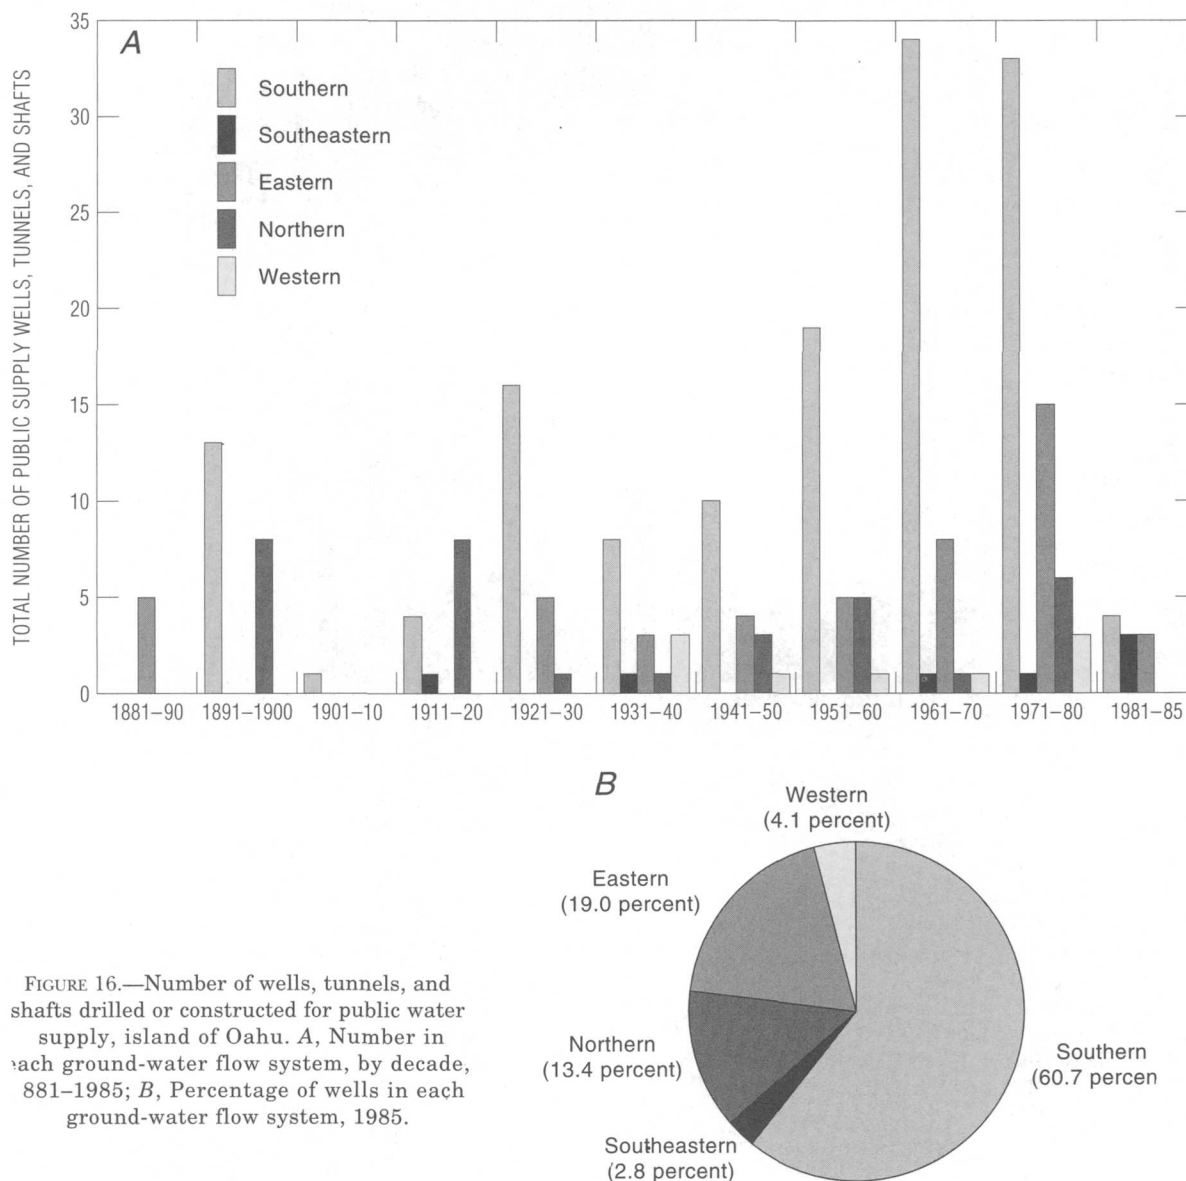 A
TOTAL NUMBER OF PUBLIC SUPPLY WELLS, TUNNELS, AND SHAFTS
35
30
25
20
15
10
5
0
Southern
Southeastern
Eastern
Northern
Western
1881–90
1891–1900
1901–10
1911–20
1921–30
1931–40
1941–50
1951–60
1961–70
1971–80
1981–85
B
Western
(4.1 percent)
Eastern
(19.0 percent)
Northern
(13.4 percent)
Southeastern
(2.8 percent)
Southern
(60.7 percen
FIGURE 16.—Number of wells, tunnels, and
shafts drilled or constructed for public water
supply, island of Oahu. A, Number in
ach ground-water flow system, by decade,
881–1985; B, Percentage of wells in each
ground-water flow system, 1985.